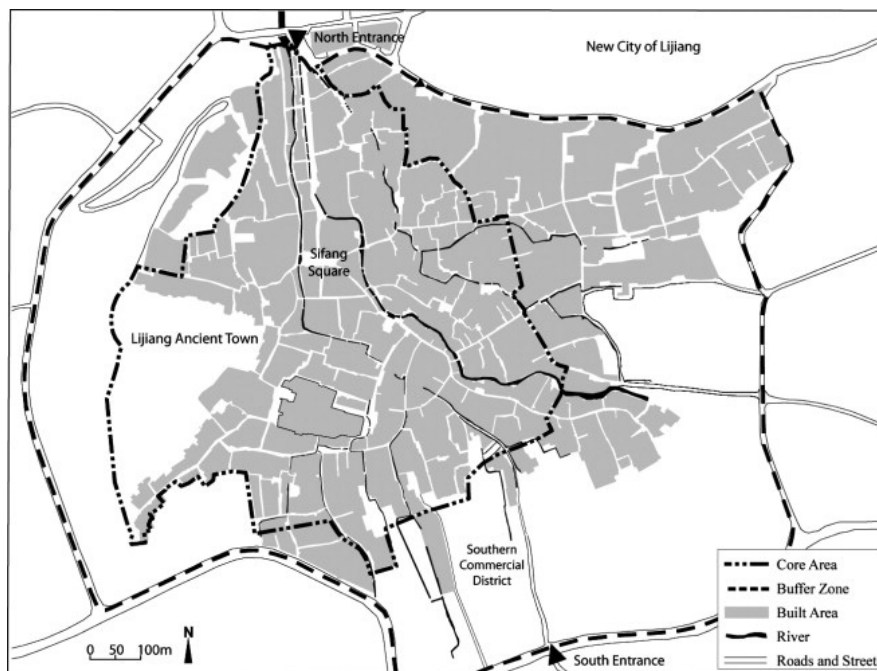 North Entrance
New City of Lijiang
Sifang
Square
Lijiang Ancient Town
Southern
Commercial
District
Core Area
Buffer Zone
Built Area
River
Roads and Street
0 50 100m
N
South Entrance